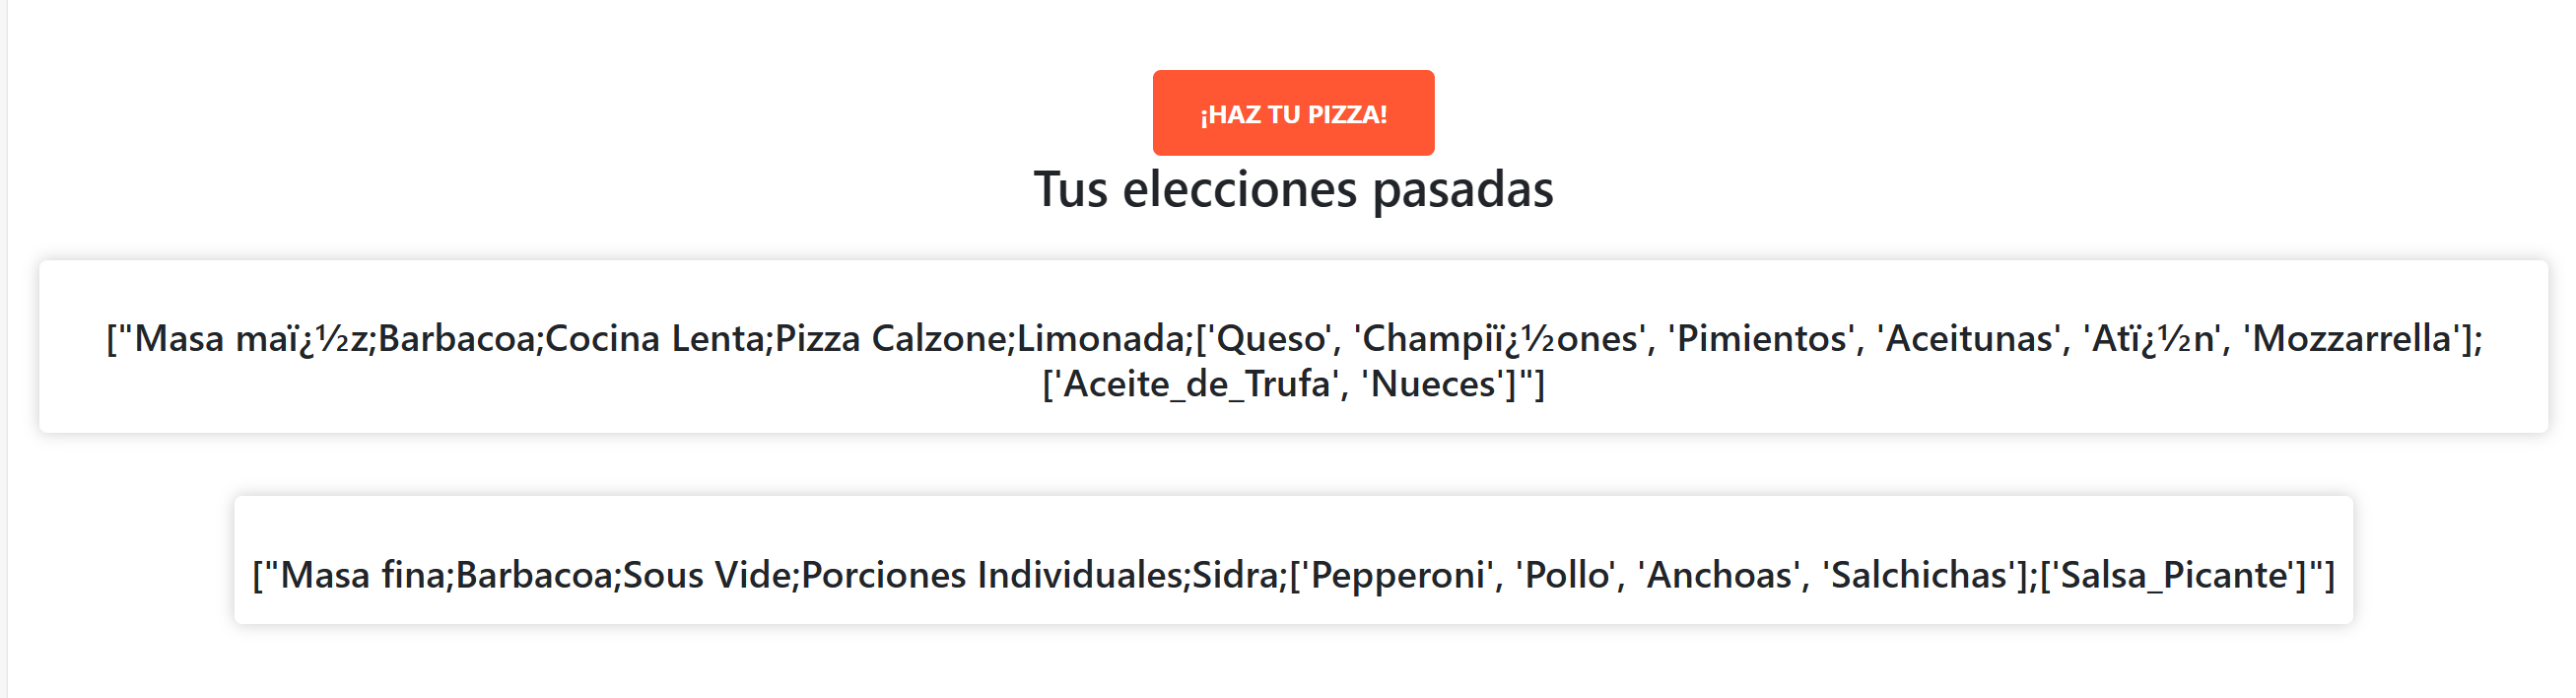 ¡HAZ TU PIZZA!
Tus elecciones pasadas
["Masa maï¿½z;Barbacoa;Cocina Lenta;Pizza Calzone;Limonada;['Queso', 'Champiï¿½ones', 'Pimientos', 'Aceitunas', 'Atï¿½n', 'Mozzarrella'];
['Aceite_de_Trufa', 'Nueces']"]
["Masa fina;Barbacoa;Sous Vide;Porciones Individuales;Sidra;['Pepperoni', 'Pollo', 'Anchoas', 'Salchichas'];['Salsa_Picante']"]